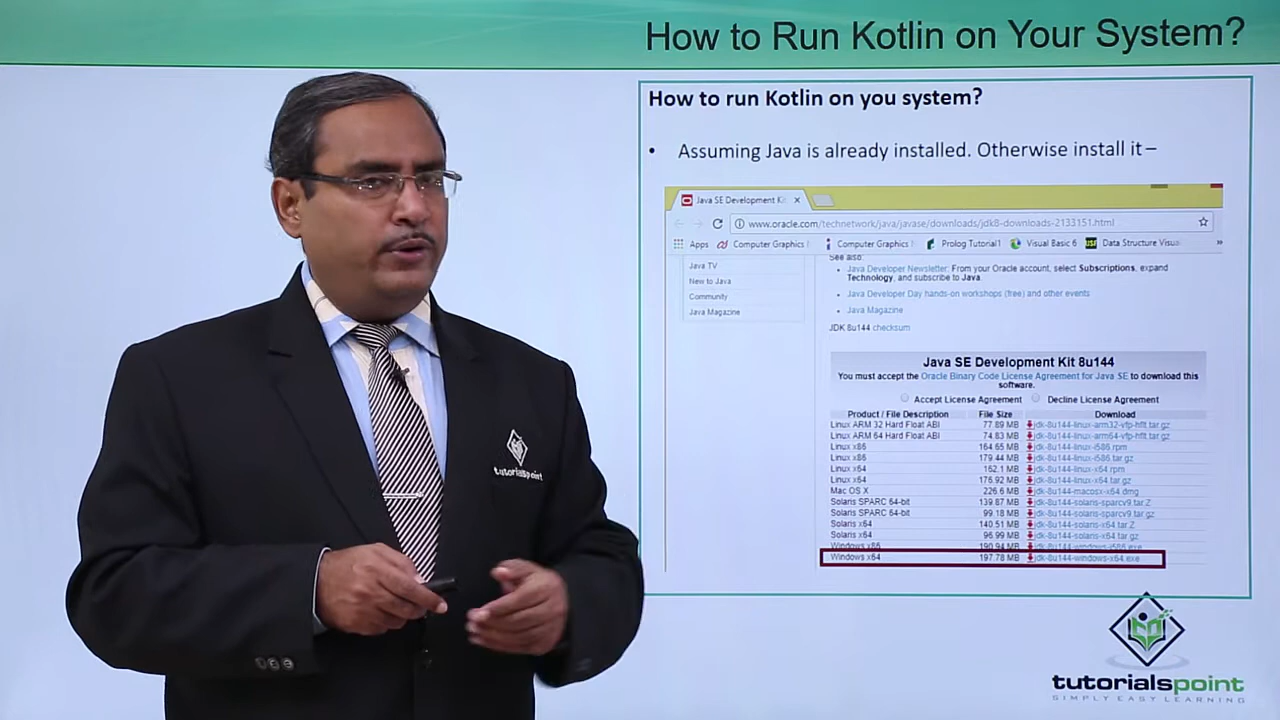 How to Run Kotlin on Your System?
How to run Kotlin on you system?
• Assuming Java is already installed. Otherwise install it –
Java SE Development Kit
www.oracle.com/technetwork/java/javase/downloads/jdk8-downloads-2133151.html
Apps Computer Graphics Computer Graphics Prolog Tutorial1 Visual Basic 6 Data Structure Visual
Java TV
New to Java
Community
Java Magazine
See also:
• Java Developer Newsletter: From your Oracle account, select Subscriptions, expand
Technology, and subscribe to Java.
• Java Developer Day hands-on workshops (free) and other events
• Java Magazine
JDK 8u144 checksum
Java SE Development Kit 8u144
You must accept the Oracle Binary Code License Agreement for Java SE to download this
software.
Accept License Agreement Decline License Agreement
Product / File Description File Size Download
Linux ARM 32 Hard Float ABI 77.89 MB jdk-8u144-linux-arm32-vfp-hflt.tar.gz
Linux ARM 64 Hard Float ABI 74.83 MB jdk-8u144-linux-arm64-vfp-hflt.tar.gz
Linux x86 164.65 MB jdk-8u144-linux-i586.rpm
Linux x86 179.44 MB jdk-8u144-linux-i586.tar.gz
Linux x64 162.1 MB jdk-8u144-linux-x64.rpm
Linux x64 176.92 MB jdk-8u144-linux-x64.tar.gz
Mac OS X 226.6 MB jdk-8u144-macosx-x64.dmg
Solaris SPARC 64-bit 139.87 MB jdk-8u144-solaris-sparcv9.tar.Z
Solaris SPARC 64-bit 99.18 MB jdk-8u144-solaris-sparcv9.tar.gz
Solaris x64 140.51 MB jdk-8u144-solaris-x64.tar.Z
Solaris x64 96.99 MB jdk-8u144-solaris-x64.tar.gz
Windows x86 190.94 MB jdk-8u144-windows-i586.exe
Windows x64 197.78 MB jdk-8u144-windows-x64.exe
tutorialspoint
tutorialspoint
SIMPLY EASY LEARNING